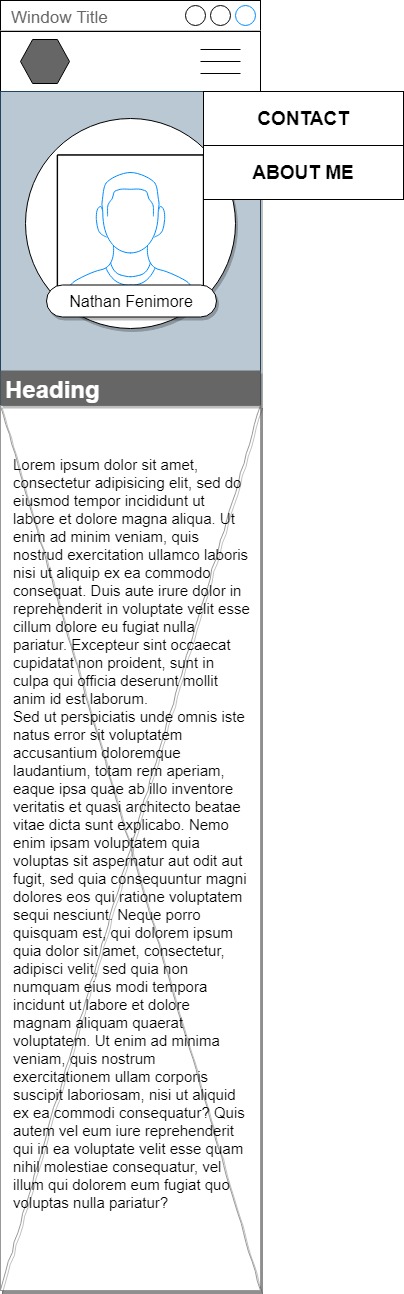 Window Title
CONTACT
ABOUT ME
Nathan Fenimore
Heading
Lorem ipsum dolor sit amet,
consectetur adipisicing elit, sed do
eiusmod tempor incididunt ut
labore et dolore magna aliqua. Ut
enim ad minim veniam, quis
nostrud exercitation ullamco laboris
nisi ut aliquip ex ea commodo
consequat. Duis aute irure dolor in
reprehenderit in voluptate velit esse
cillum dolore eu fugiat nulla
pariatur. Excepteur sint occaecat
cupidatat non proident, sunt in
culpa qui officia deserunt mollit
anim id est laborum.
Sed ut perspiciatis unde omnis iste
natus error sit voluptatem
accusantium doloremque
laudantium, totam rem aperiam,
eaque ipsa quae ab illo inventore
veritatis et quasi architecto beatae
vitae dicta sunt explicabo. Nemo
enim ipsam voluptatem quia
voluptas sit aspernatur aut odit aut
fugit, sed quia consequuntur magni
dolores eos qui ratione voluptatem
sequi nesciunt. Neque porro
quisquam est, qui dolorem ipsum
quia dolor sit amet, consectetur,
adipisci velit, sed quia non
numquam eius modi tempora
incidunt ut labore et dolore
magnam aliquam quaerat
voluptatem. Ut enim ad minima
veniam, quis nostrum
exercitationem ullam corporis
suscipit laboriosam, nisi ut aliquid
ex ea commodi consequatur? Quis
autem vel eum iure reprehenderit
qui in ea voluptate velit esse quam
nihil molestiae consequatur, vel
illum qui dolorem eum fugiat quo
voluptas nulla pariatur?